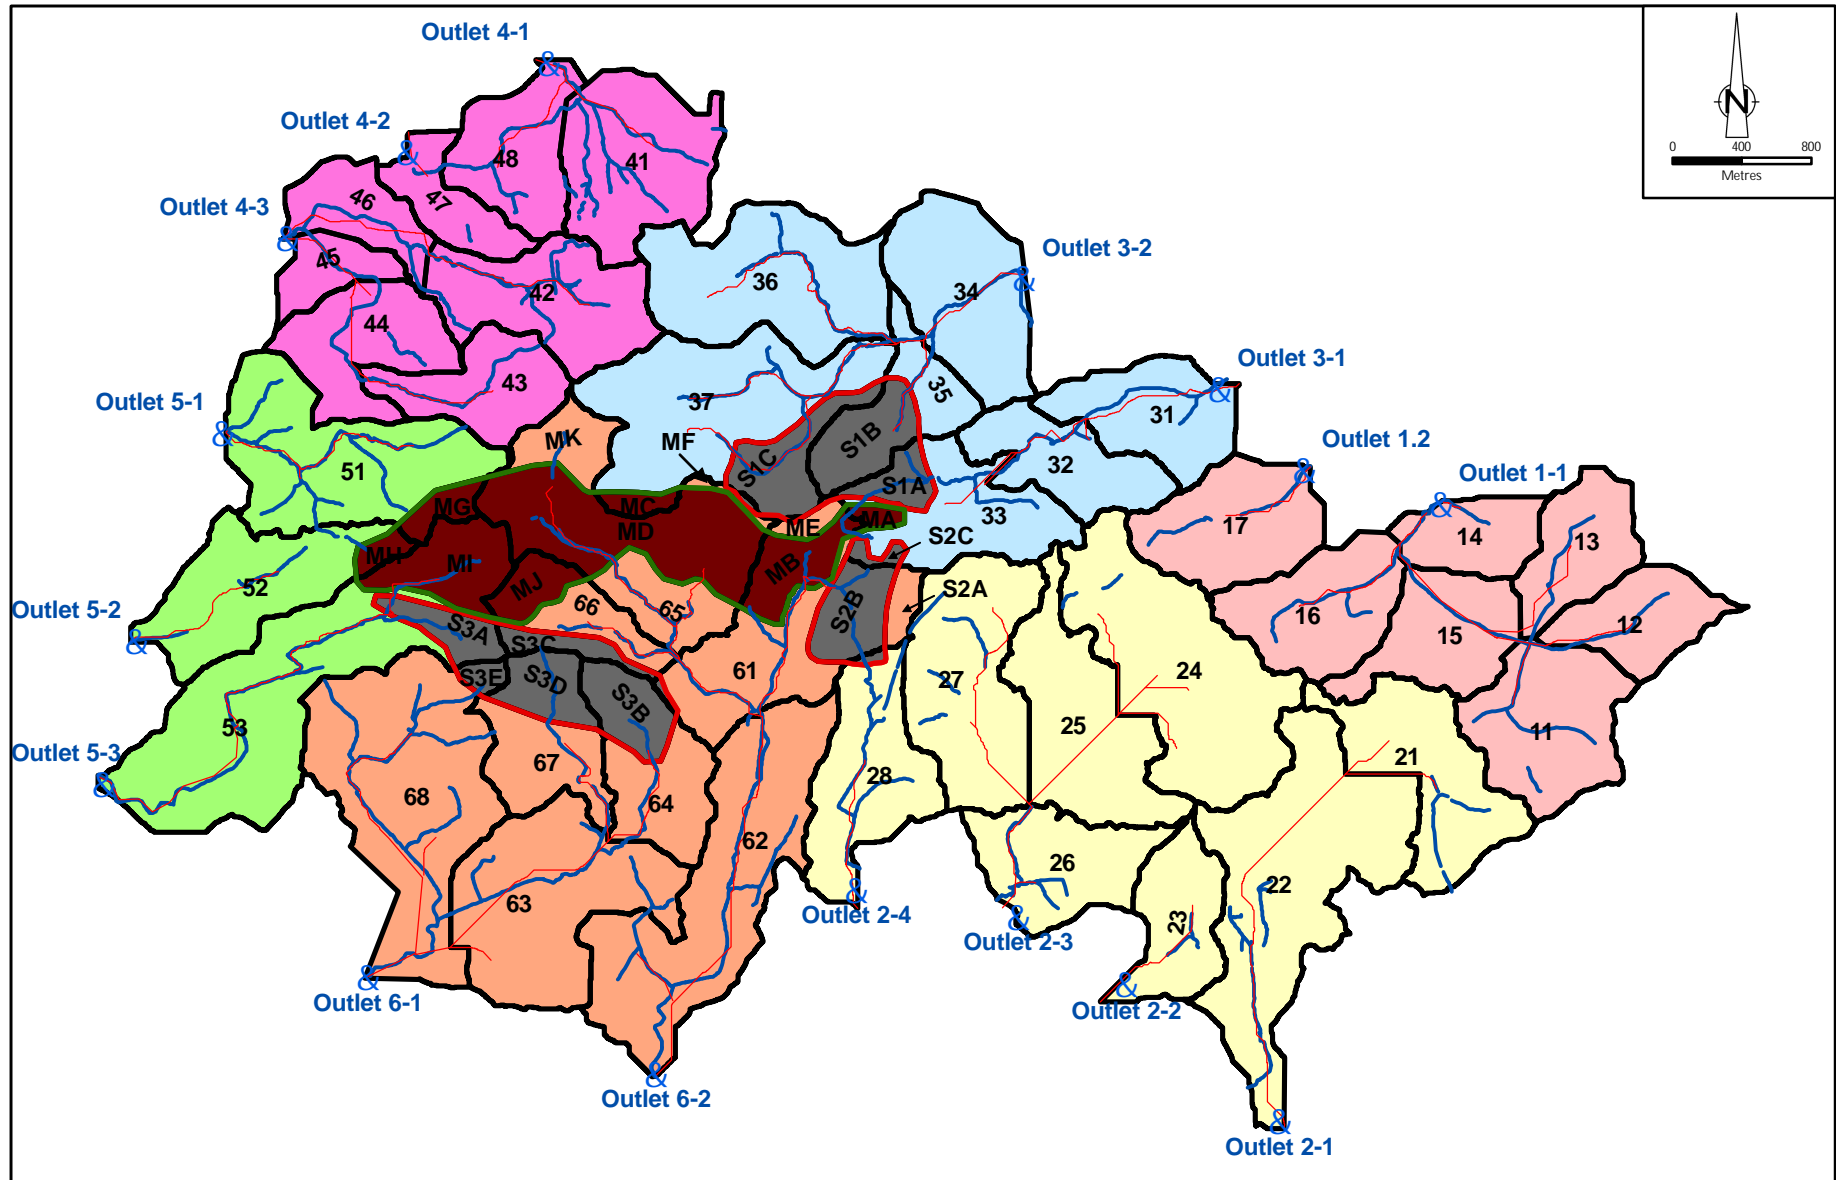 Outlet 4-1
N
0 400 800
Metres
Outlet 4-2
48
41
Outlet 4-3
46
47
45
42
44
43
Outlet 3-2
36
34
35
37
Outlet 3-1
31
32
33
Outlet 5-1
51
MK
MF
S1C
S1B
S1A
Outlet 1.2
Outlet 1-1
17
14
13
16
15
12
11
MG
MC
MD
ME
MA
MH
MI
MJ
MB
S2C
S2A
S2B
52
Outlet 5-2
66
65
61
S3A
S3C
S3E
S3D
S3B
53
Outlet 5-3
67
68
64
62
63
27
25
24
28
21
26
22
23
Outlet 2-4
Outlet 2-3
Outlet 2-2
Outlet 2-1
Outlet 6-1
Outlet 6-2